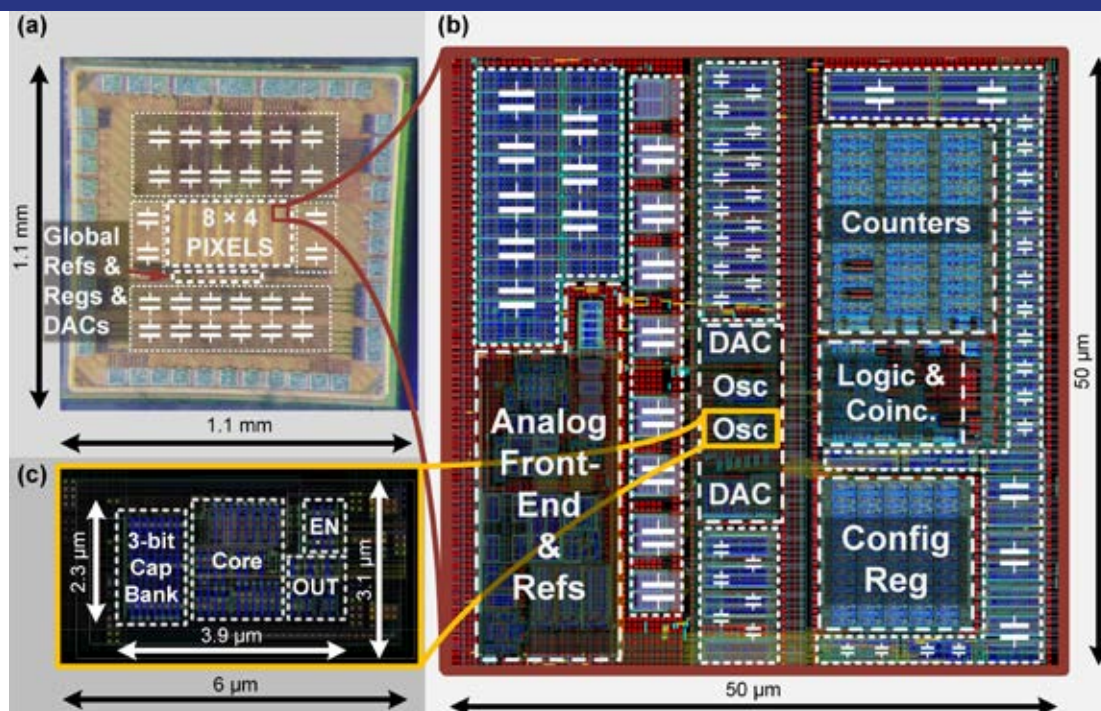 (a)
1.1 mm
8 × 4
PIXELS
Global
Refs &
Regs &
DACs
1.1 mm
(b)
Counters
DAC
Osc
Osc
DAC
Logic &
Coinc.
Analog
Front-
End
&
Refs
Config
Reg
50 µm
50 µm
(c)
2.3 µm
3-bit
Cap
Bank
Core
EN
OUT
3.1 µm
3.9 µm
6 µm